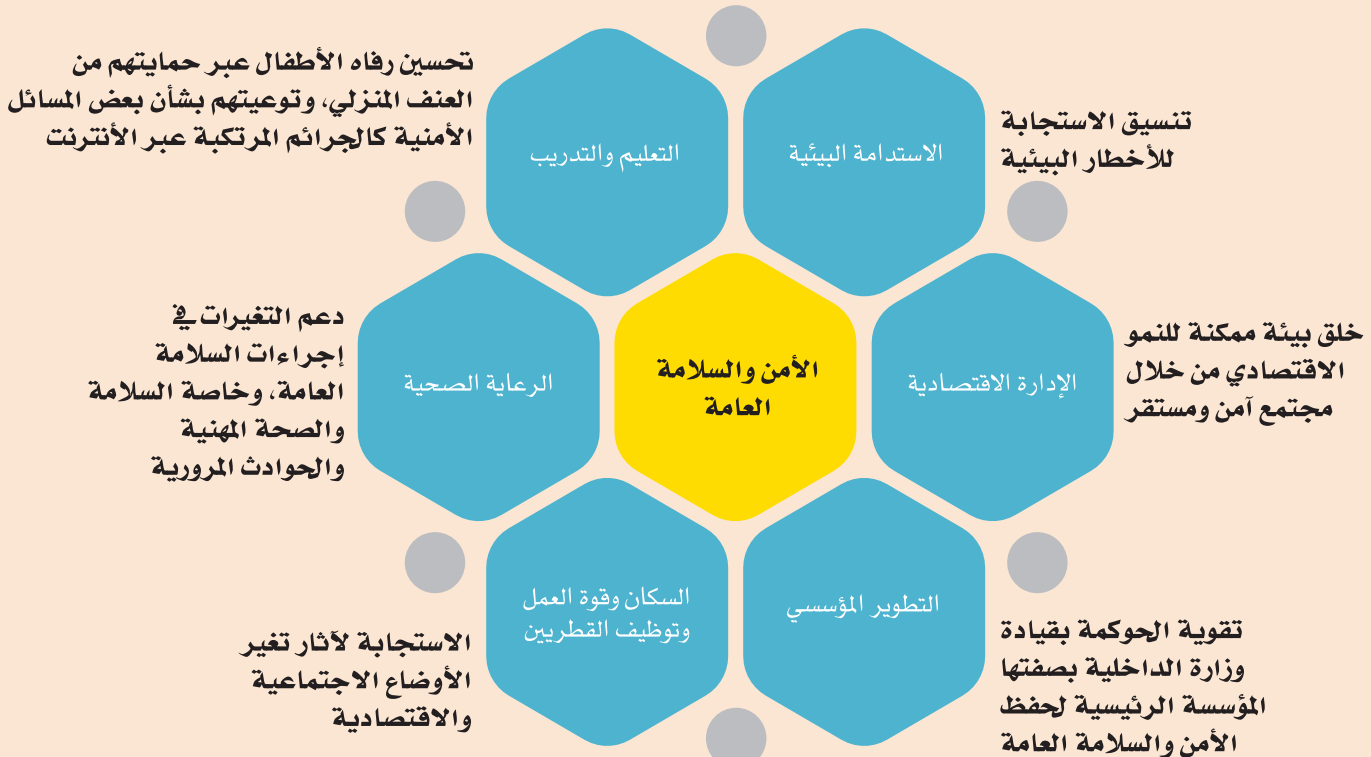 تنسيق الاستجابة
للأخطار البيئية
الاستدامة البيئية
التعليم والتدريب
تحسين رفاه الأطفال عبر حمايتهم من
العنف المنزلي، وتوعيتهم بشأن بعض المسائل
الأمنية كالجرائم المرتكبة عبر الأنترنت
خلق بيئة ممكنة للنمو
الاقتصادي من خلال
مجتمع آمن ومستقر
الإدارة الاقتصادية
الأمن والسلامة
العامة
الرعاية الصحية
دعم التغيرات في
إجراءات السلامة
العامة، وخاصة السلامة
والصحة المهنية
والحوادث المرورية
تقوية الحوكمة بقيادة
وزارة الداخلية بصفتها
المؤسسة الرئيسية لحفظ
الأمن والسلامة العامة
التطوير المؤسسي
السكان وقوة العمل
وتوظيف القطريين
الاستجابة لآثار تغير
الأوضاع الاجتماعية
والاقتصادية